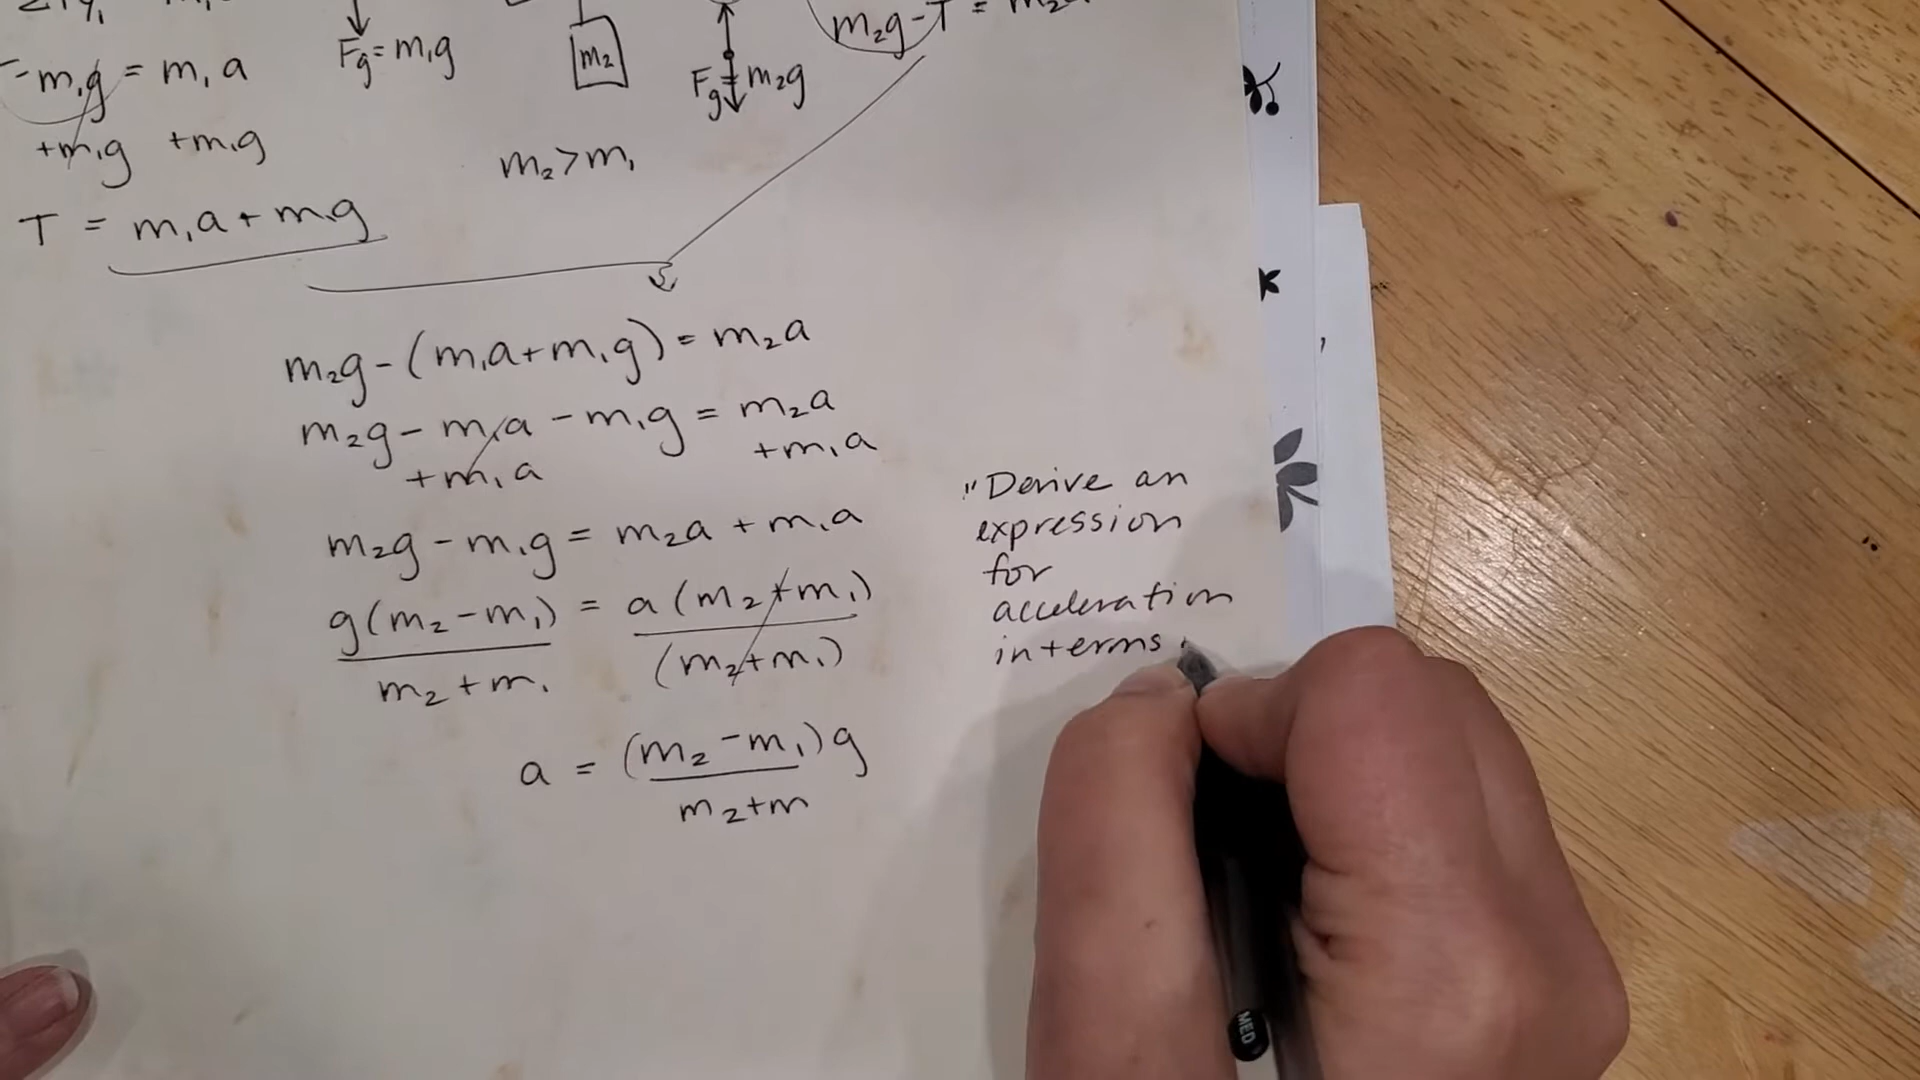 -m₁g = m₁a
+m₁g +m₁g
T = m₁a + m₁g
Fg = m₁g
m₂
Fg = m₂g
m₂g - T = m₂a
m₂ > m₁
m₂g - (m₁a + m₁g) = m₂a
m₂g - m₁a - m₁g = m₂a
+m₁a +m₁a
m₂g - m₁g = m₂a + m₁a
g(m₂ - m₁) = a(m₂ + m₁)
m₂ + m₁ (m₂ + m₁)
a = (m₂ - m₁)g
m₂ + m
"Derive an
expression
for
acceleration
in terms
MED